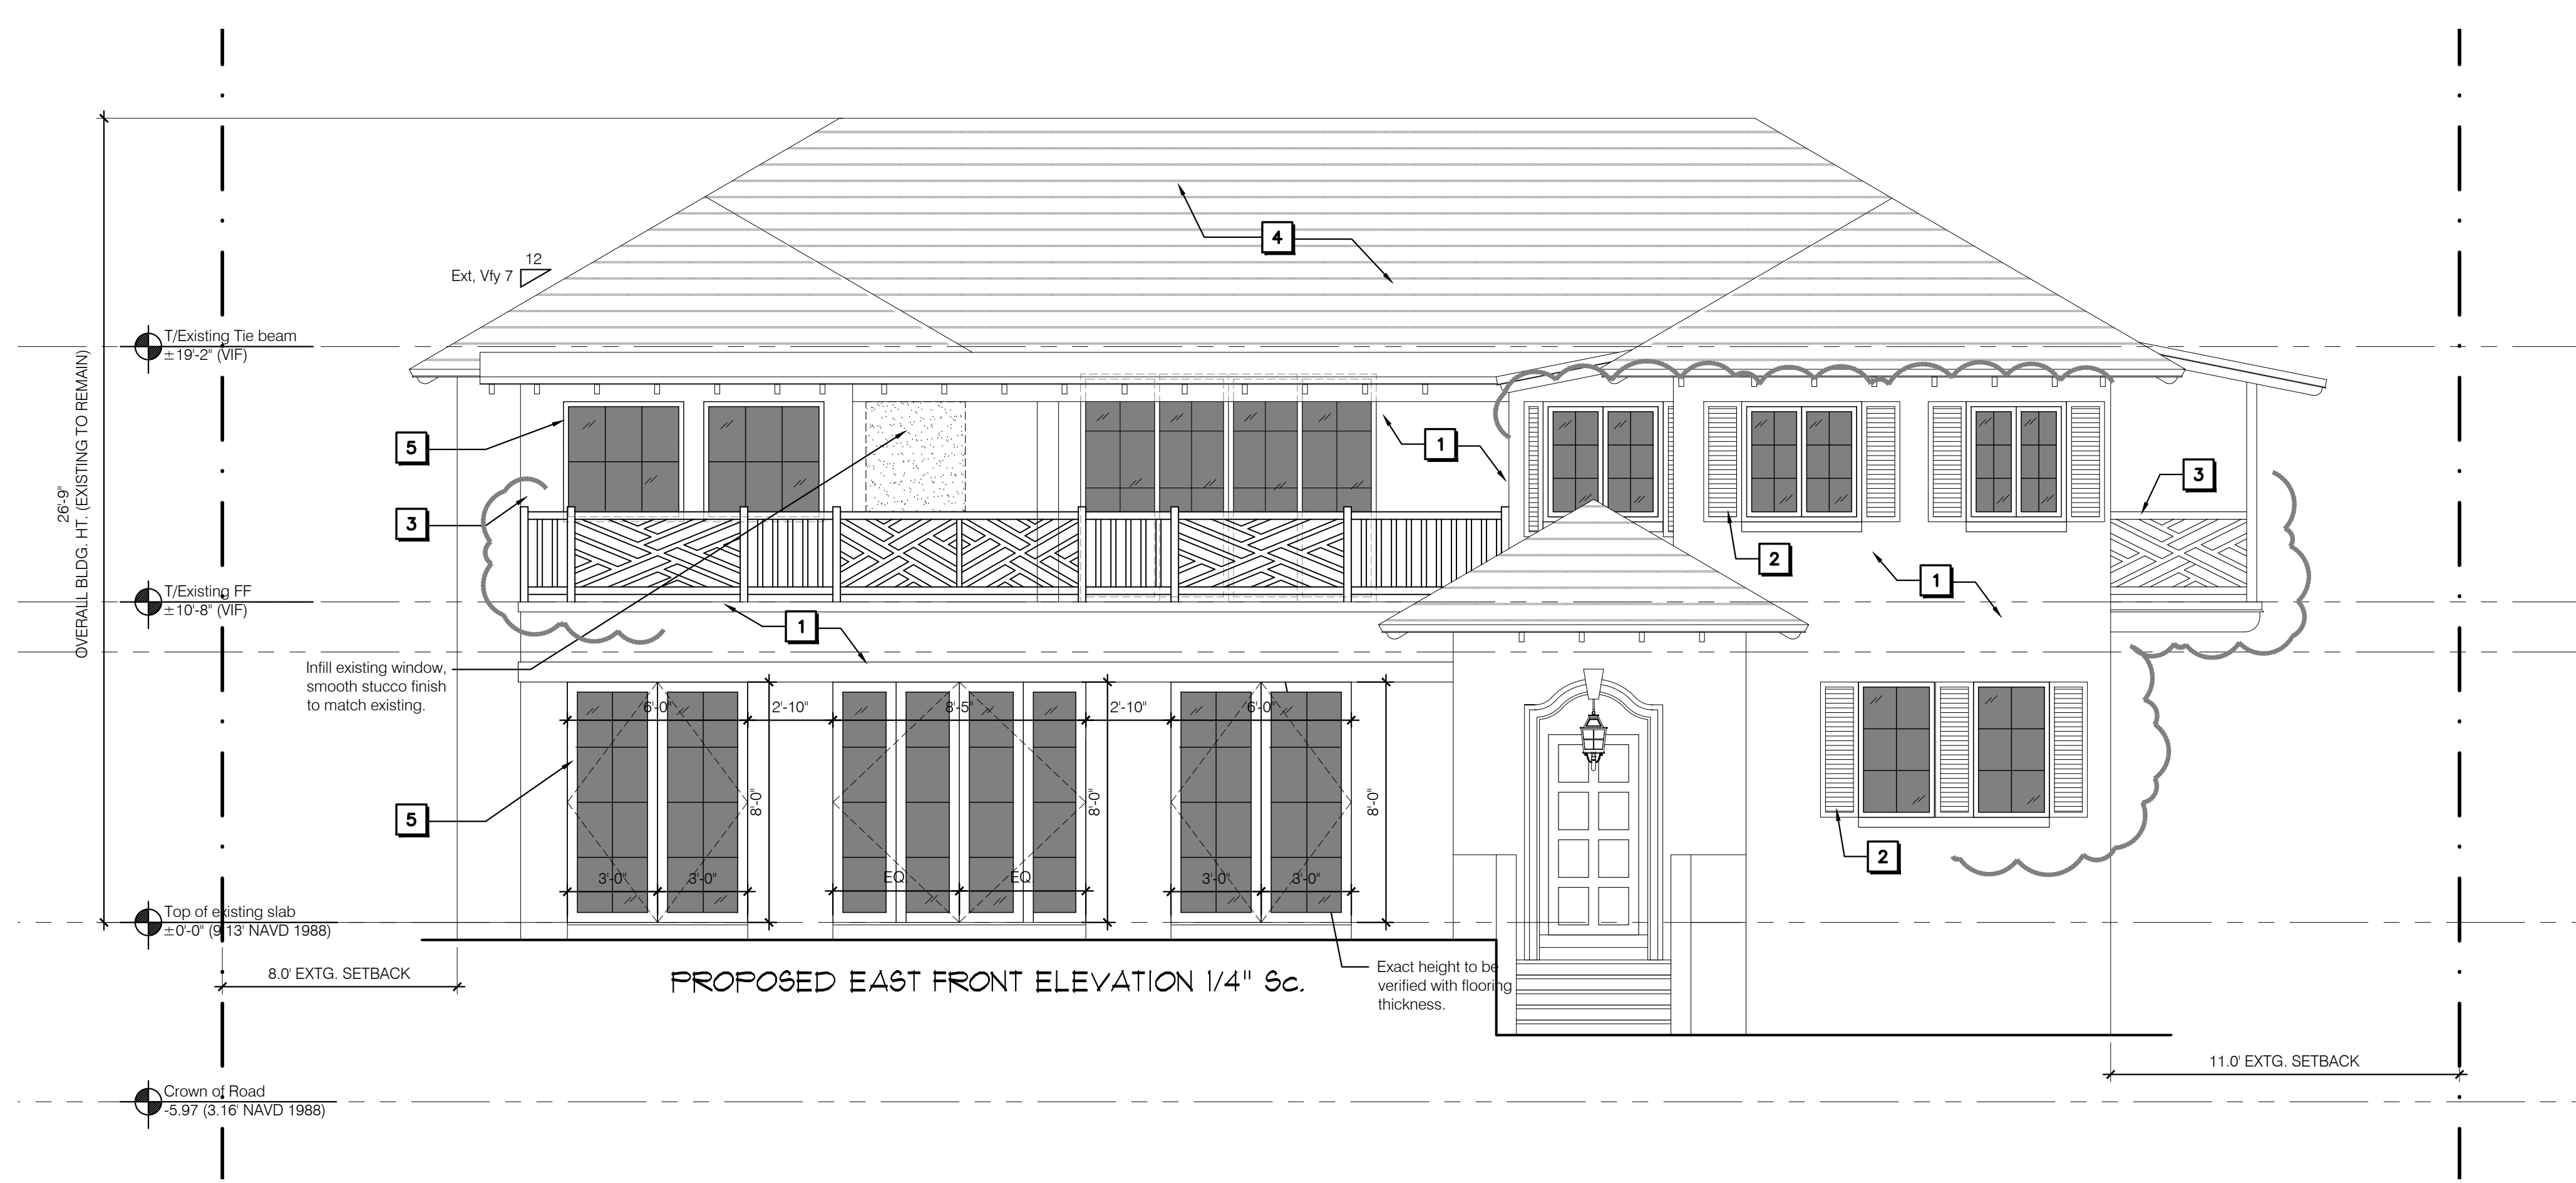 4
12
Ext, Vfy 7
T/Existing Tie beam
±19'-2" (VIF)
26'-9"
OVERALL BLDG. HT. (EXISTING TO REMAIN)
5
1
3
3
2
1
T/Existing FF
±10'-8" (VIF)
1
Infill existing window,
smooth stucco finish
to match existing.
6'-0"
2'-10"
8'-5"
2'-10"
6'-0"
8'-0"
8'-0"
8'-0"
5
2
3'-0"
3'-0"
EQ.
EQ.
3'-0"
3'-0"
Top of existing slab
±0'-0" (9.13' NAVD 1988)
8.0' EXTG. SETBACK
PROPOSED EAST FRONT ELEVATION 1/4" Sc.
Exact height to be
verified with flooring
thickness.
11.0' EXTG. SETBACK
Crown of Road
-5.97 (3.16' NAVD 1988)